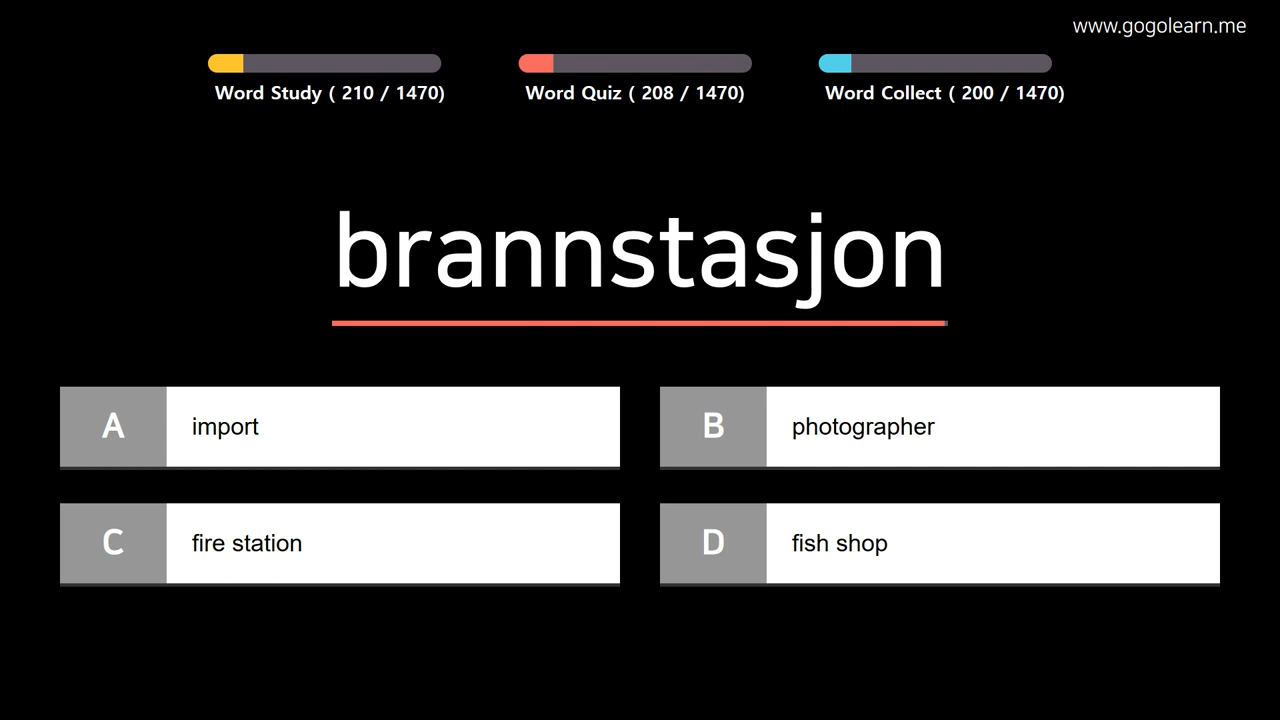 www.gogolearn.me
Word Study ( 210 / 1470)
Word Quiz ( 208 / 1470)
Word Collect ( 200 / 1470)
brannstasjon
A
import
B
photographer
C
fire station
D
fish shop